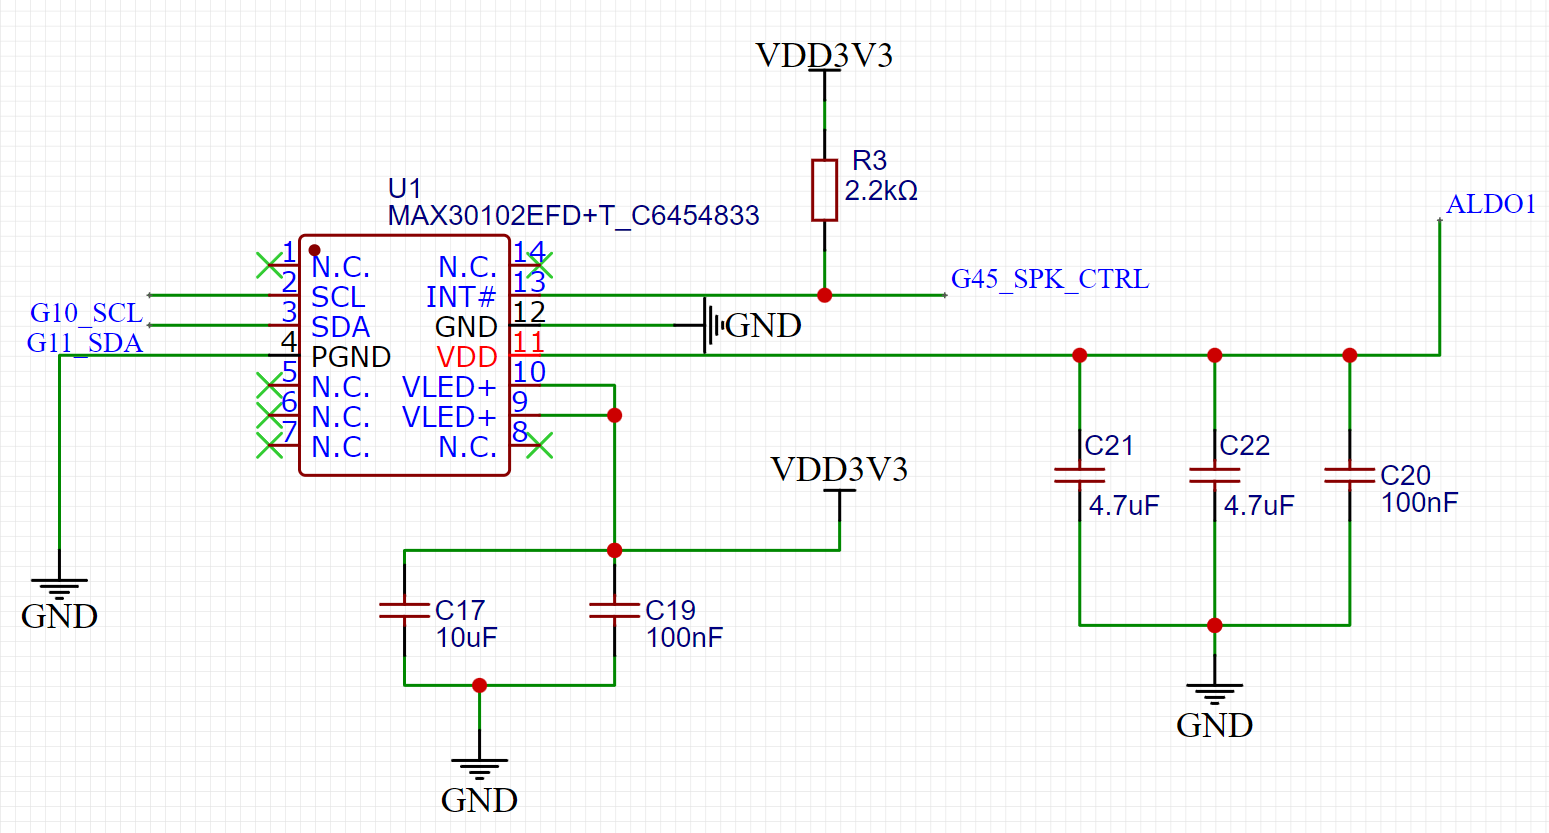 VDD3V3
R3
2.2kΩ
U1
MAX30102EFD+T_C6454833
ALDO1
1 N.C. N.C. 14
2 SCL INT# 13
3 SDA GND 12
4 PGND VDD 11
5 N.C. VLED+ 10
6 N.C. VLED+ 9
7 N.C. N.C. 8
G10_SCL
G11_SDA
G45_SPK_CTRL
GND
VDD3V3
C21
4.7uF
C22
4.7uF
C20
100nF
C17
10uF
C19
100nF
GND
GND
GND